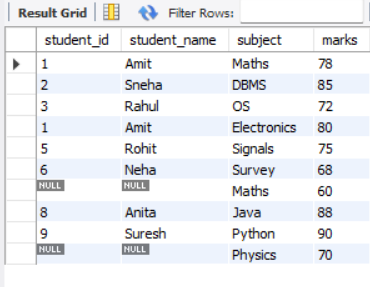 Result Grid Filter Rows:
student_id student_name subject marks
1 Amit Maths 78
2 Sneha DBMS 85
3 Rahul OS 72
1 Amit Electronics 80
5 Rohit Signals 75
6 Neha Survey 68
NULL NULL Maths 60
8 Anita Java 88
9 Suresh Python 90
NULL NULL Physics 70